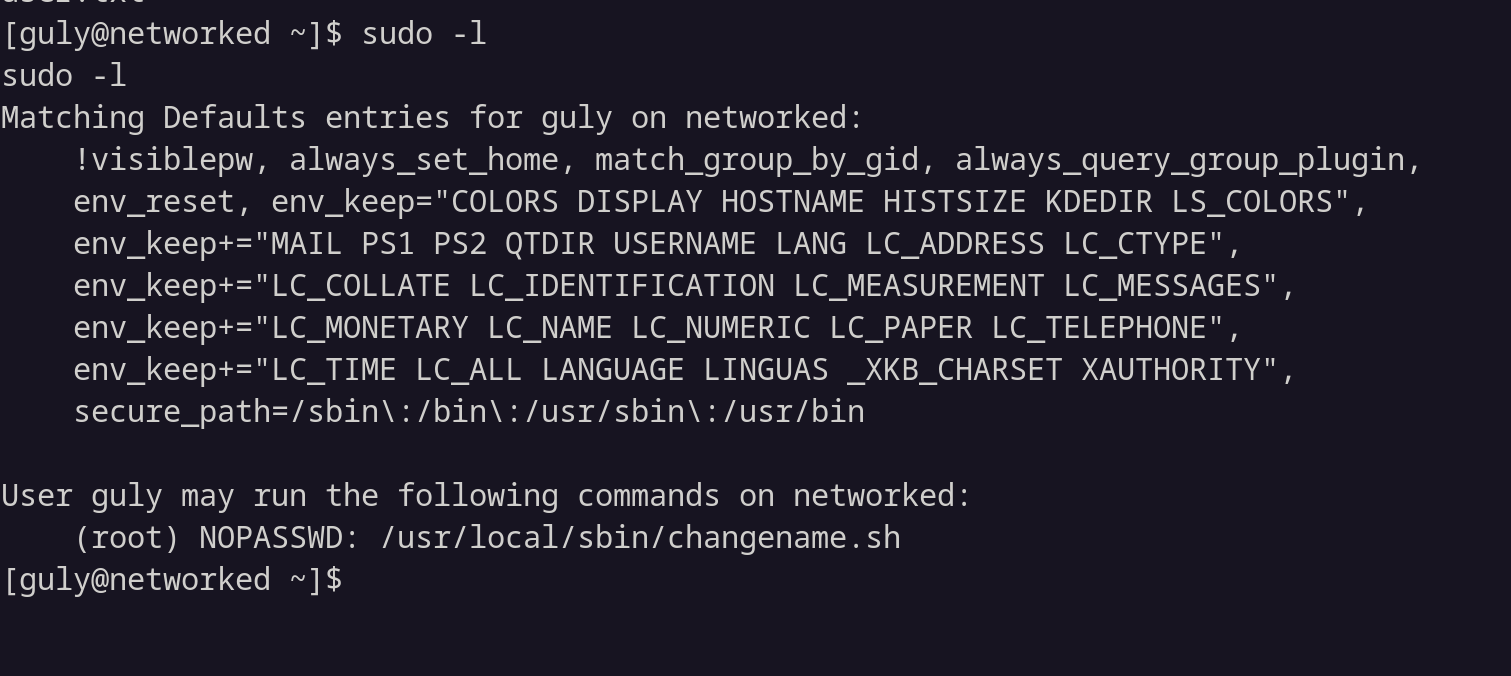 user.txt
[guly@networked ~]$ sudo -l
sudo -l
Matching Defaults entries for guly on networked:
    !visiblepw, always_set_home, match_group_by_gid, always_query_group_plugin,
    env_reset, env_keep="COLORS DISPLAY HOSTNAME HISTSIZE KDEDIR LS_COLORS",
    env_keep+="MAIL PS1 PS2 QTDIR USERNAME LANG LC_ADDRESS LC_CTYPE",
    env_keep+="LC_COLLATE LC_IDENTIFICATION LC_MEASUREMENT LC_MESSAGES",
    env_keep+="LC_MONETARY LC_NAME LC_NUMERIC LC_PAPER LC_TELEPHONE",
    env_keep+="LC_TIME LC_ALL LANGUAGE LINGUAS _XKB_CHARSET XAUTHORITY",
    secure_path=/sbin\:/bin\:/usr/sbin\:/usr/bin

User guly may run the following commands on networked:
    (root) NOPASSWD: /usr/local/sbin/changename.sh
[guly@networked ~]$